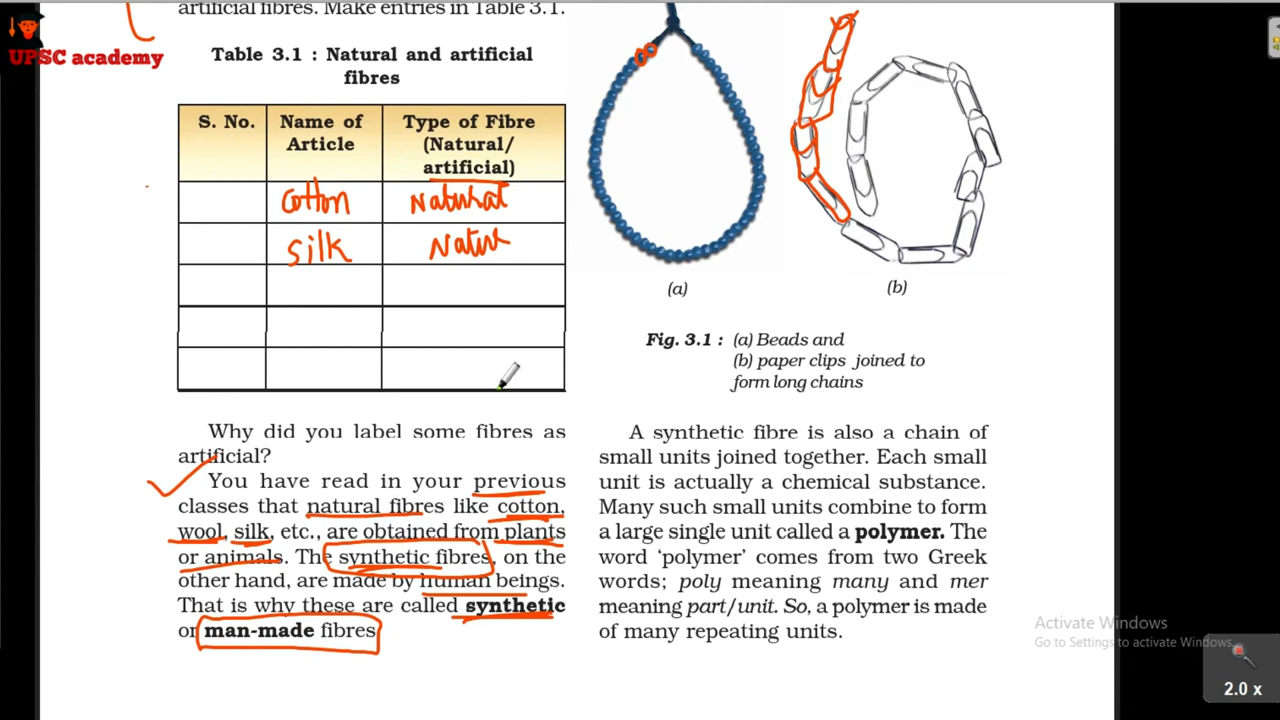 artificial fibres. Make entries in Table 3.1.
UPSC academy
Table 3.1 : Natural and artificial
fibres
S. No.
Name of
Article
Type of Fibre
(Natural/
artificial)
Cotton
Natural
Silk
Why did you label some fibres as
artificial?
You have read in your previous
classes that natural fibres like cotton,
wool, silk, etc., are obtained from plants
or animals. The synthetic fibres, on the
other hand, are made by human beings.
That is why these are called synthetic
or man-made fibres
(a)
(b)
Fig. 3.1 : (a) Beads and
(b) paper clips joined to
form long chains
A synthetic fibre is also a chain of
small units joined together. Each small
unit is actually a chemical substance.
Many such small units combine to form
a large single unit called a polymer. The
word ‘polymer’ comes from two Greek
words; poly meaning many and mer
meaning part/unit. So, a polymer is made
of many repeating units.
Activate Windows
Go to Settings to activate Windows.
2.0 x